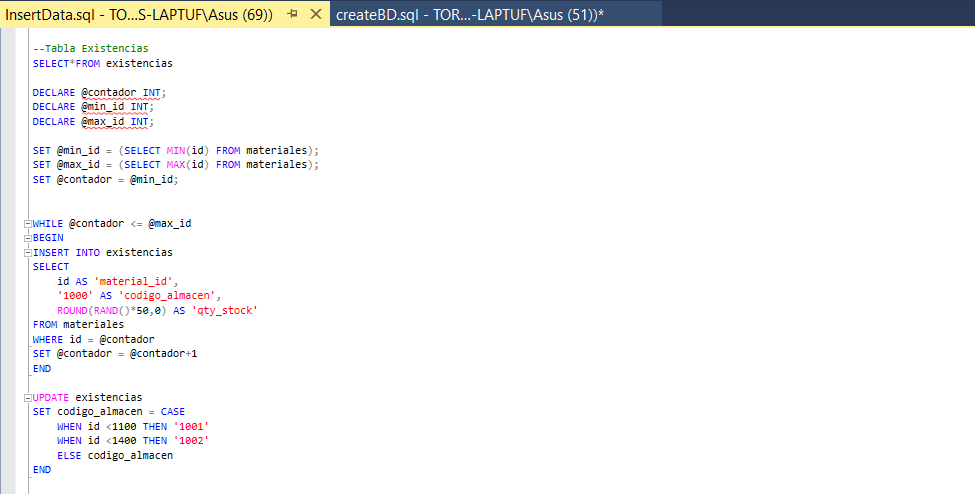 InsertData.sql - TO...S-LAPTUF\Asus (69)) createBD.sql - TOR...-LAPTUF\Asus (51))*
--Tabla Existencias
SELECT*FROM existencias
DECLARE @contador INT;
DECLARE @min_id INT;
DECLARE @max_id INT;
SET @min_id = (SELECT MIN(id) FROM materiales);
SET @max_id = (SELECT MAX(id) FROM materiales);
SET @contador = @min_id;
WHILE @contador <= @max_id
BEGIN
INSERT INTO existencias
SELECT
id AS 'material_id',
'1000' AS 'codigo_almacen',
ROUND(RAND()*50,0) AS 'qty_stock'
FROM materiales
WHERE id = @contador
SET @contador = @contador+1
END
UPDATE existencias
SET codigo_almacen = CASE
WHEN id <1100 THEN '1001'
WHEN id <1400 THEN '1002'
ELSE codigo_almacen
END